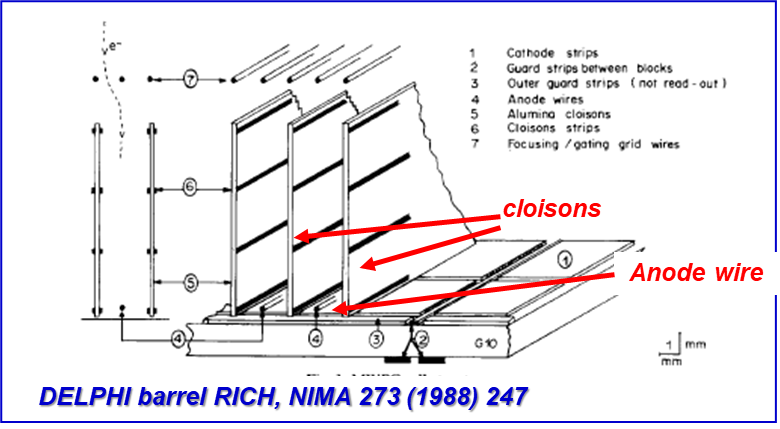 e-
1 Cathode strips
2 Guard strips between blocks
3 Outer guard strips (not read-out)
4 Anode wires
5 Alumina cloisons
6 Cloisons strips
7 Focusing/gating grid wires
7
6
cloisons
1
Anode wire
5
4
4
3
2
G10
1 mm
mm
DELPHI barrel RICH, NIMA 273 (1988) 247